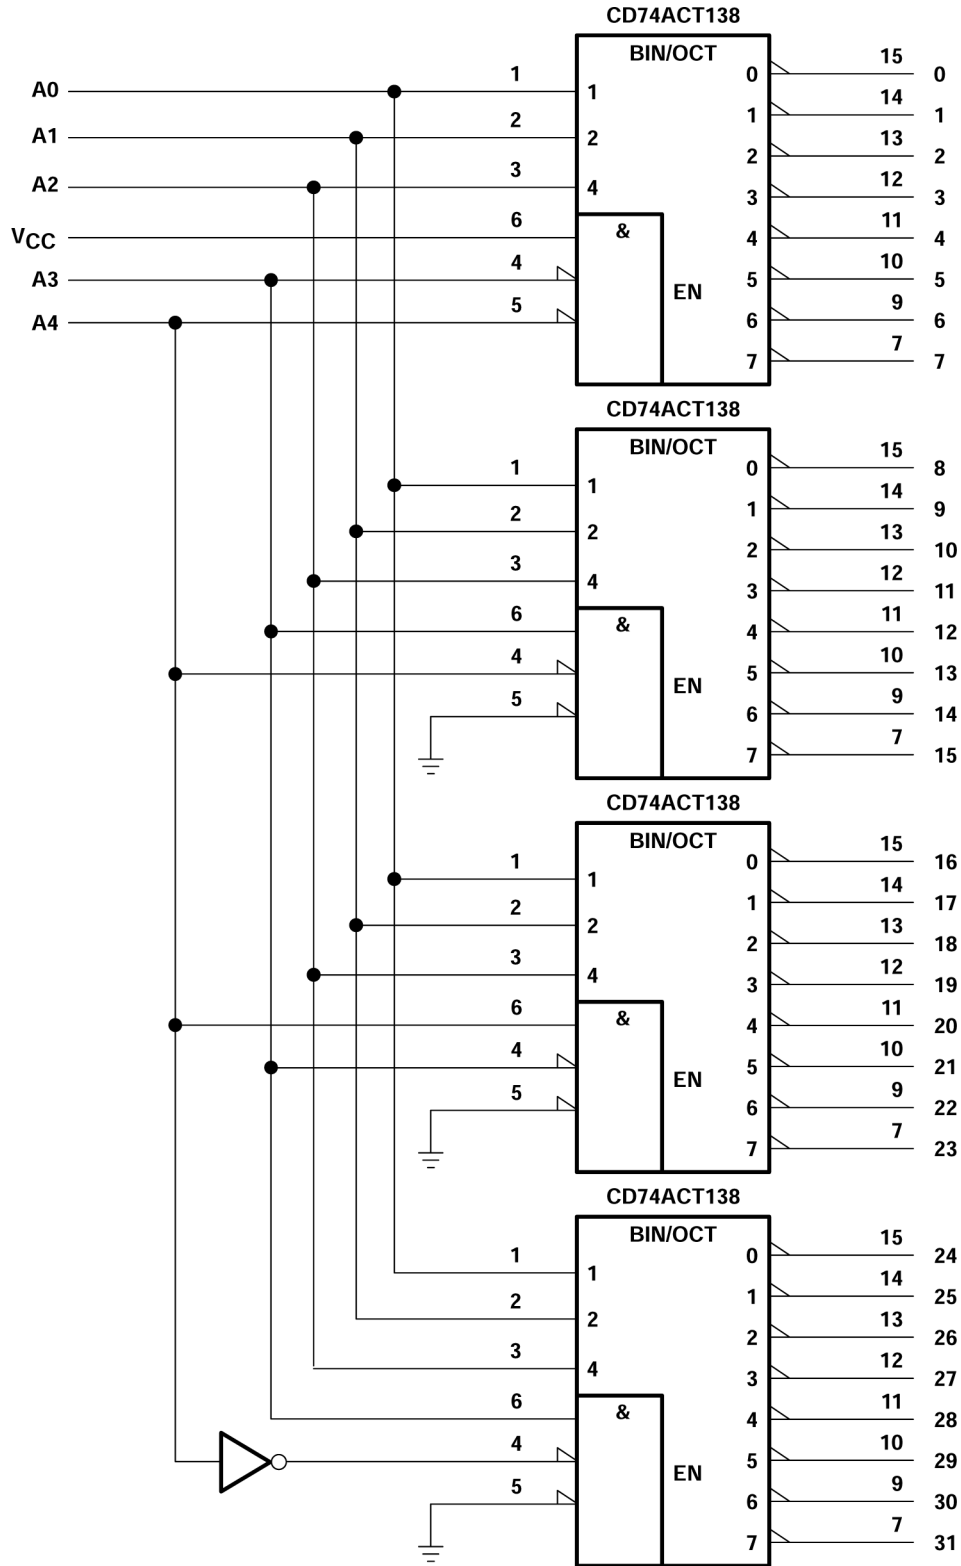 CD74ACT138
BIN/OCT
0 15 0
A0 1 1
1 14 1
A1 2 2
2 13 2
A2 3 4
3 12 3
VCC 6 &
4 11 4
A3 4
EN
5 10 5
A4 5
6 9 6
7 7 7
CD74ACT138
BIN/OCT
0 15 8
1 1
1 14 9
2 2
2 13 10
3 4
3 12 11
6 &
4 11 12
4
EN
5 10 13
5
6 9 14
7 7 15
CD74ACT138
BIN/OCT
0 15 16
1 1
1 14 17
2 2
2 13 18
3 4
3 12 19
6 &
4 11 20
4
EN
5 10 21
5
6 9 22
7 7 23
CD74ACT138
BIN/OCT
0 15 24
1 1
1 14 25
2 2
2 13 26
3 4
3 12 27
6 &
4 11 28
4
EN
5 10 29
5
6 9 30
7 7 31